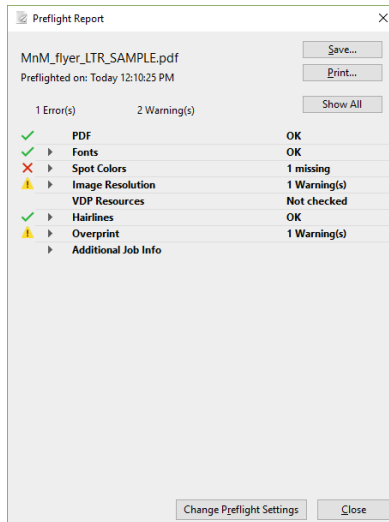 Preflight Report
Save...
MnM_flyer_LTR_SAMPLE.pdf
Print...
Preflighted on: Today 12:10:25 PM
Show All
1 Error(s) 2 Warning(s)
PDF OK
Fonts OK
Spot Colors 1 missing
Image Resolution 1 Warning(s)
VDP Resources Not checked
Hairlines OK
Overprint 1 Warning(s)
Additional Job Info
Change Preflight Settings Close